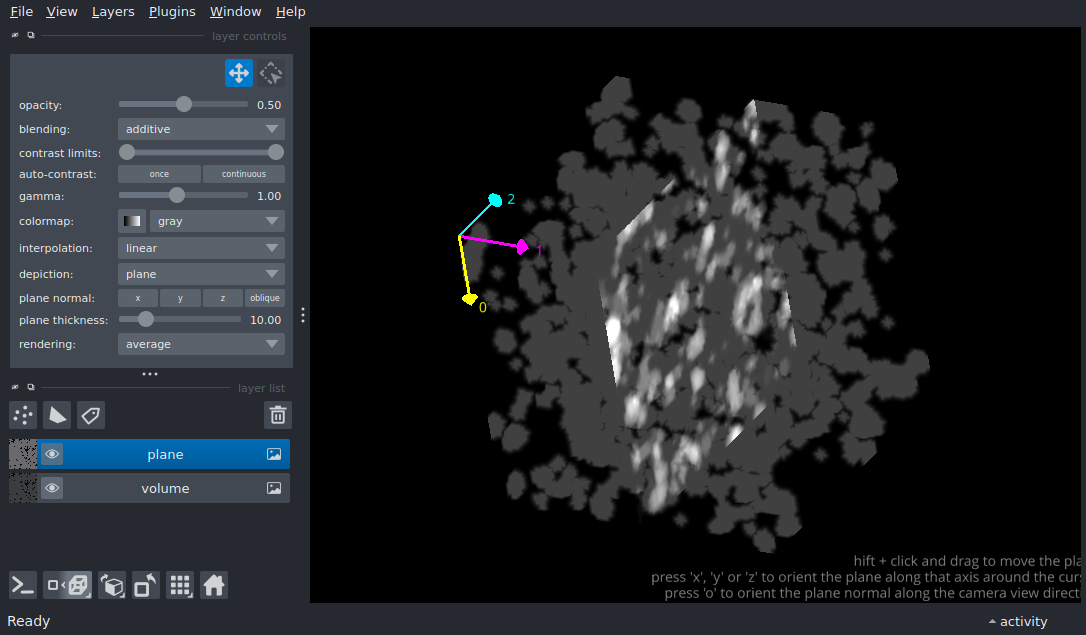 File View Layers Plugins Window Help
layer controls
opacity: 0.50
blending: additive
contrast limits:
auto-contrast: once continuous
gamma: 1.00
colormap: gray
interpolation: linear
depiction: plane
plane normal: x y z oblique
plane thickness: 10.00
rendering: average
layer list
plane
volume
2
1
0
hift + click and drag to move the pla
press 'x', 'y' or 'z' to orient the plane along that axis around the curs
press 'o' to orient the plane normal along the camera view direct
Ready
activity